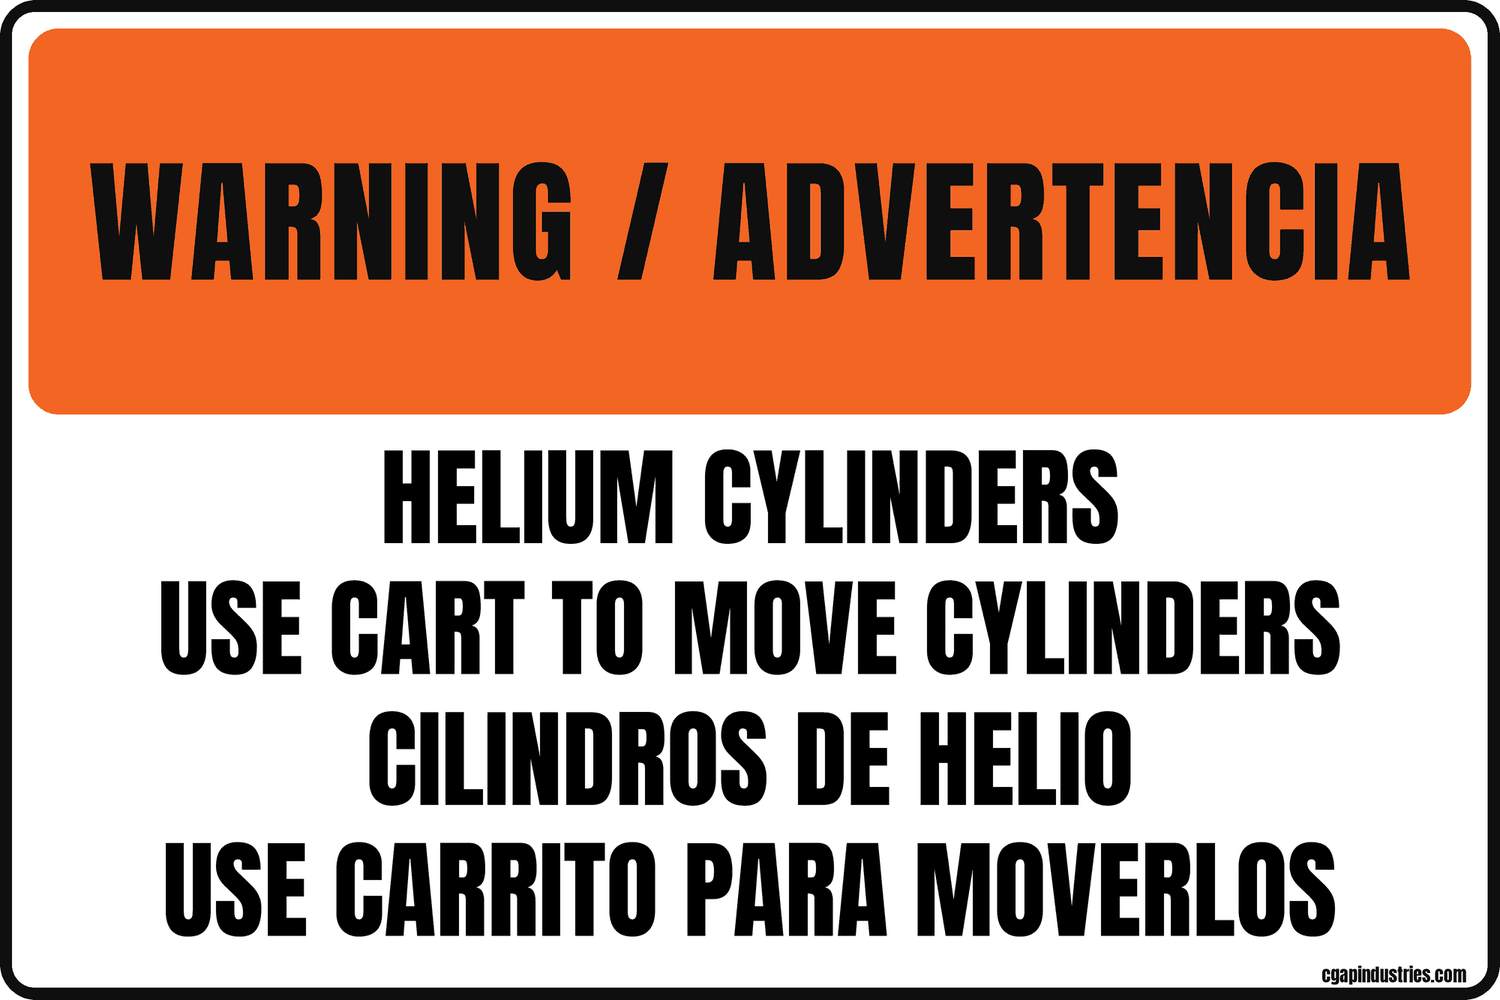 WARNING / ADVERTENCIA
HELIUM CYLINDERS
USE CART TO MOVE CYLINDERS
CILINDROS DE HELIO
USE CARRITO PARA MOVERLOS
cgapindustries.com